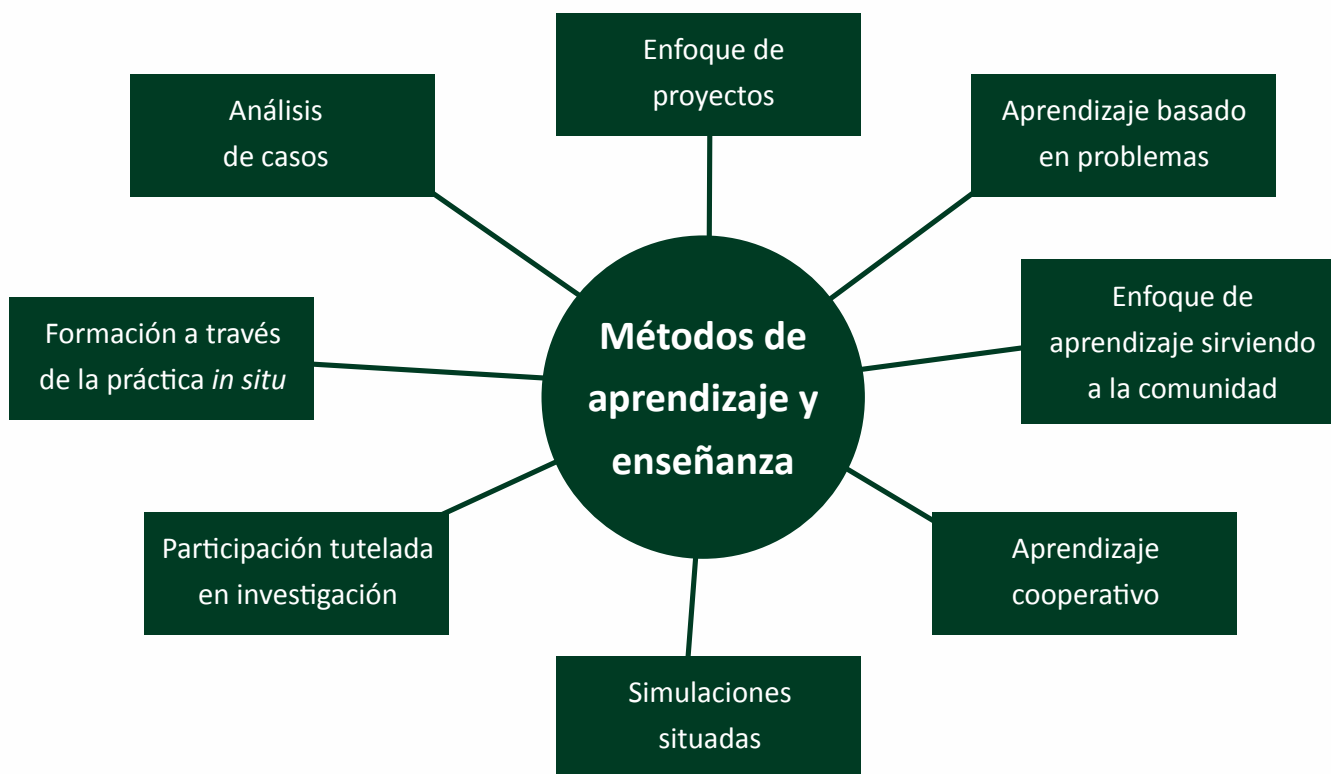 Enfoque de
proyectos
Análisis
de casos
Aprendizaje basado
en problemas
Formación a través
de la práctica in situ
Métodos de
aprendizaje y
enseñanza
Enfoque de
aprendizaje sirviendo
a la comunidad
Participación tutelada
en investigación
Aprendizaje
cooperativo
Simulaciones
situadas